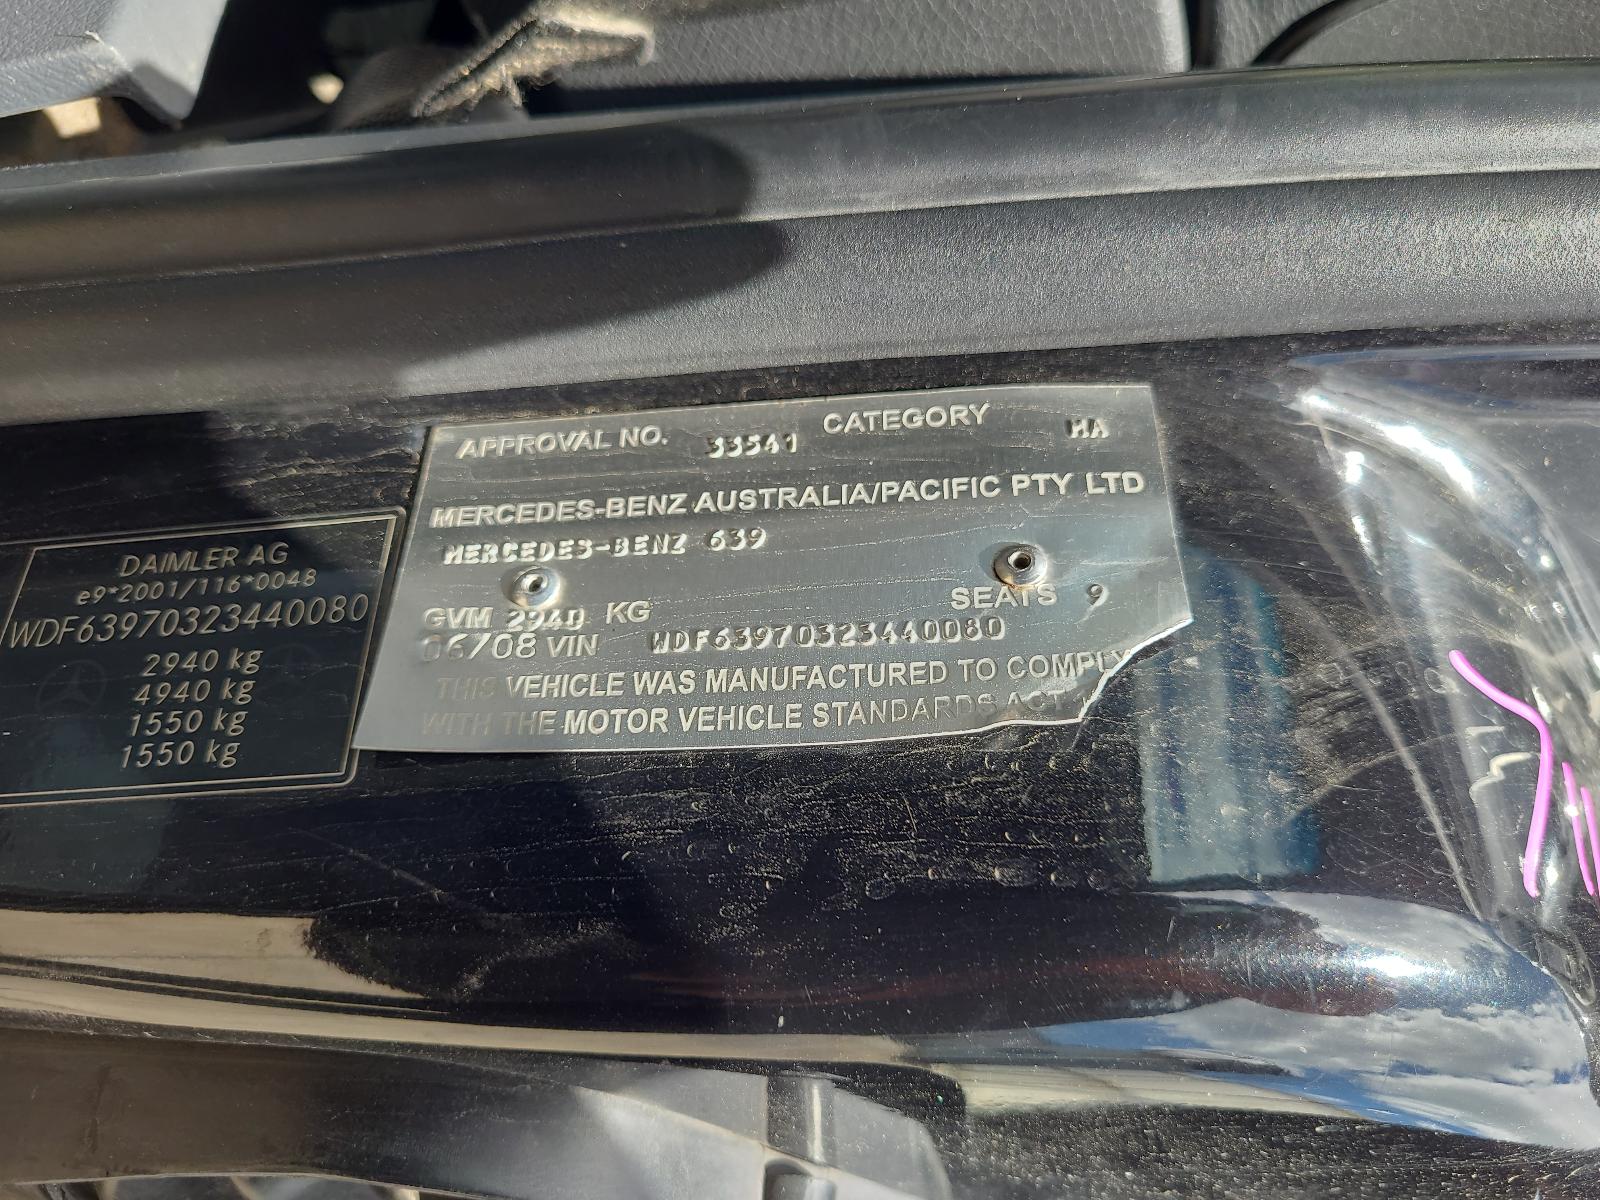 DAIMLER AG
e9*2001/116*0048
WDF63970323440080
2940 kg
4940 kg
1550 kg
1550 kg
APPROVAL NO. 33541 CATEGORY MA
MERCEDES-BENZ AUSTRALIA/PACIFIC PTY LTD
MERCEDES-BENZ 639
GVM 2940 KG SEATS 9
06/08 VIN WDF63970323440080
THIS VEHICLE WAS MANUFACTURED TO COMPLY
WITH THE MOTOR VEHICLE STANDARDS ACT